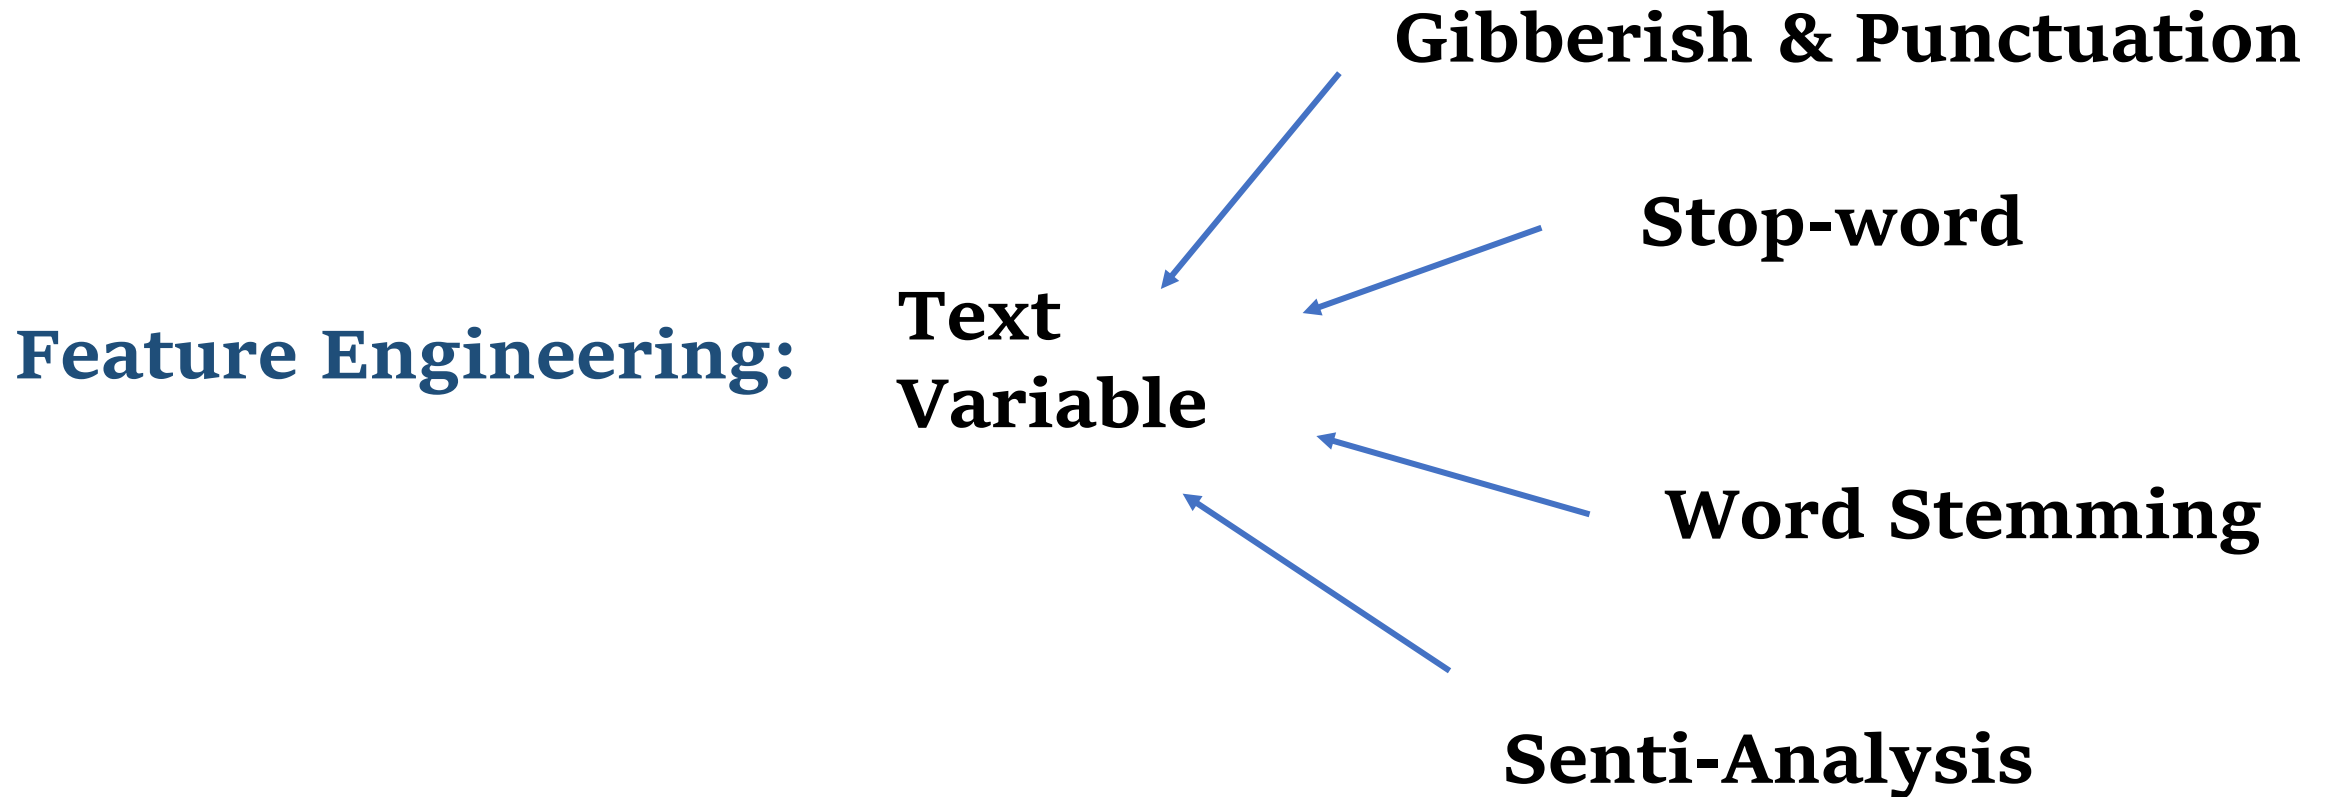 Gibberish & Punctuation
Stop-word
Feature Engineering:
Text
Variable
Word Stemming
Senti-Analysis